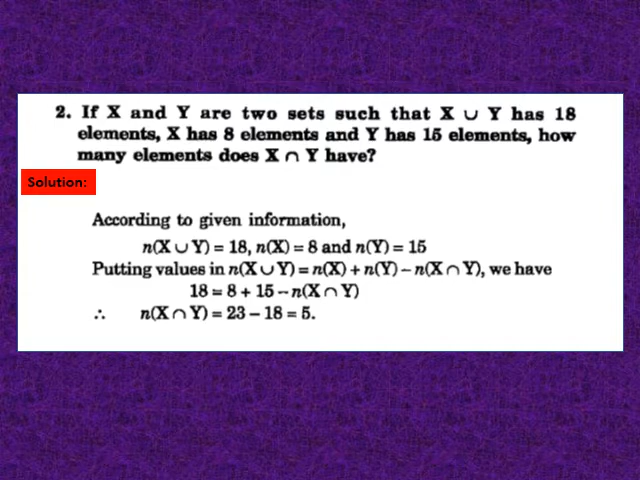 2. If X and Y are two sets such that X ∪ Y has 18
elements, X has 8 elements and Y has 15 elements, how
many elements does X ∩ Y have?
Solution:
According to given information,
n(X ∪ Y) = 18, n(X) = 8 and n(Y) = 15
Putting values in n(X ∪ Y) = n(X) + n(Y) – n(X ∩ Y), we have
18 = 8 + 15 – n(X ∩ Y)
∴ n(X ∩ Y) = 23 – 18 = 5.